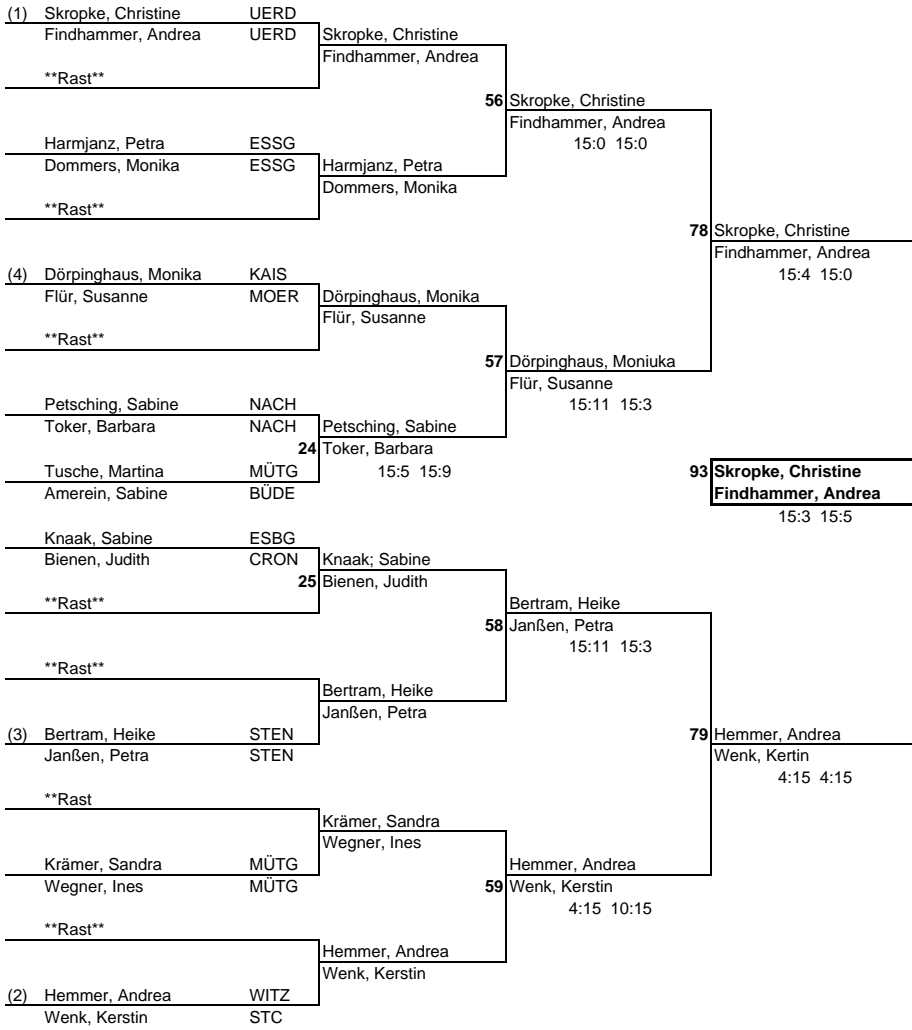 (1) Skropke, Christine UERD
Findhammer, Andrea UERD Skropke, Christine
Findhammer, Andrea
**Rast**
56 Skropke, Christine
Findhammer, Andrea
Harmjanz, Petra ESSG 15:0 15:0
Dommers, Monika ESSG Harmjanz, Petra
Dommers, Monika
**Rast**
78 Skropke, Christine
Findhammer, Andrea
(4) Dörpinghaus, Monika KAIS 15:4 15:0
Flür, Susanne MOER Dörpinghaus, Monika
Flür, Susanne
**Rast**
57 Dörpinghaus, Moniuka
Flür, Susanne
Petsching, Sabine NACH 15:11 15:3
Toker, Barbara NACH Petsching, Sabine
24 Toker, Barbara
Tusche, Martina MÜTG 15:5 15:9 93 Skropke, Christine
Amerein, Sabine BÜDE Findhammer, Andrea
15:3 15:5
Knaak, Sabine ESBG
Bienen, Judith CRON Knaak; Sabine
25 Bienen, Judith
**Rast** Bertram, Heike
58 Janßen, Petra
15:11 15:3
**Rast**
Bertram, Heike
Janßen, Petra
(3) Bertram, Heike STEN 79 Hemmer, Andrea
Janßen, Petra STEN Wenk, Kertin
4:15 4:15
**Rast
Krämer, Sandra
Wegner, Ines
Krämer, Sandra MÜTG Hemmer, Andrea
Wegner, Ines MÜTG 59 Wenk, Kerstin
4:15 10:15
**Rast**
Hemmer, Andrea
Wenk, Kerstin
(2) Hemmer, Andrea WITZ
Wenk, Kerstin STC